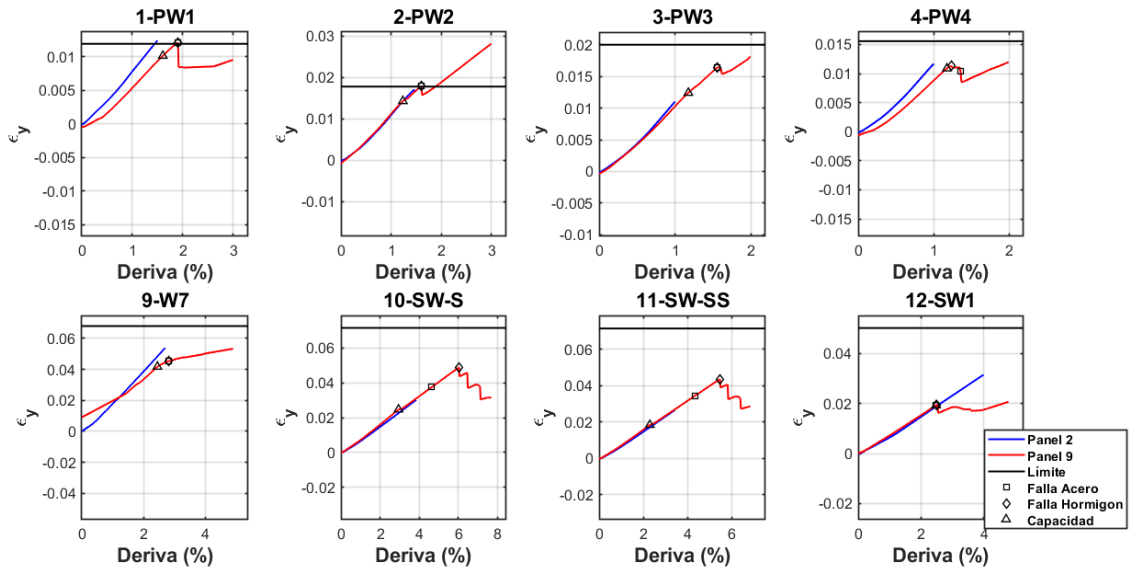 1-PW1
2-PW2
3-PW3
4-PW4
0.01
0.005
0
-0.005
-0.01
-0.015
ϵy
0 1 2 3
Deriva (%)
0.03
0.02
0.01
0
-0.01
ϵy
0 1 2 3
Deriva (%)
0.02
0.015
0.01
0.005
0
-0.005
-0.01
ϵy
0 1 2
Deriva (%)
0.015
0.01
0.005
0
-0.005
-0.01
-0.015
ϵy
0 1 2
Deriva (%)
9-W7
10-SW-S
11-SW-SS
12-SW1
0.06
0.04
0.02
0
-0.02
-0.04
ϵy
0 2 4
Deriva (%)
0.06
0.04
0.02
0
-0.02
ϵy
0 2 4 6 8
Deriva (%)
0.06
0.04
0.02
0
-0.02
ϵy
0 2 4 6
Deriva (%)
0.04
0.02
0
-0.02
ϵy
0 2 4
Deriva (%)
Panel 2
Panel 9
Límite
Falla Acero
Falla Hormigon
Capacidad